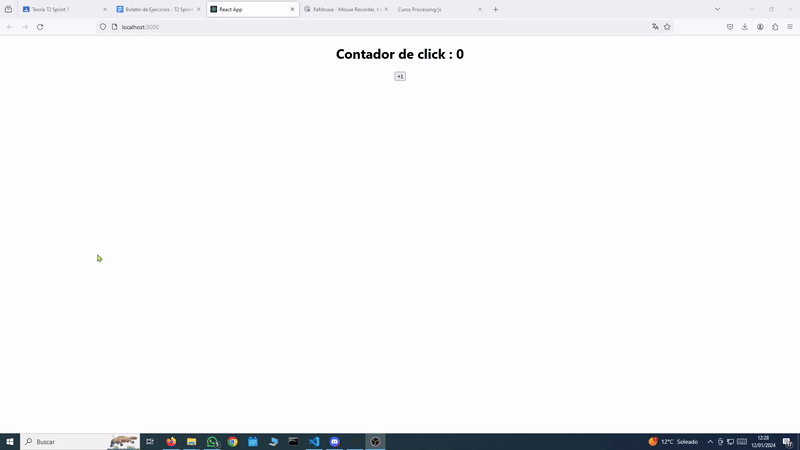 Teoría T2 Sprint 1
Boletín de Ejercicios - T2 Sprint
React App
ReMouse - Mouse Recorder,
Curso Processing/js
localhost:3000
Contador de click : 0
+1
Buscar
12°C Soleado
12:28
12/01/2024